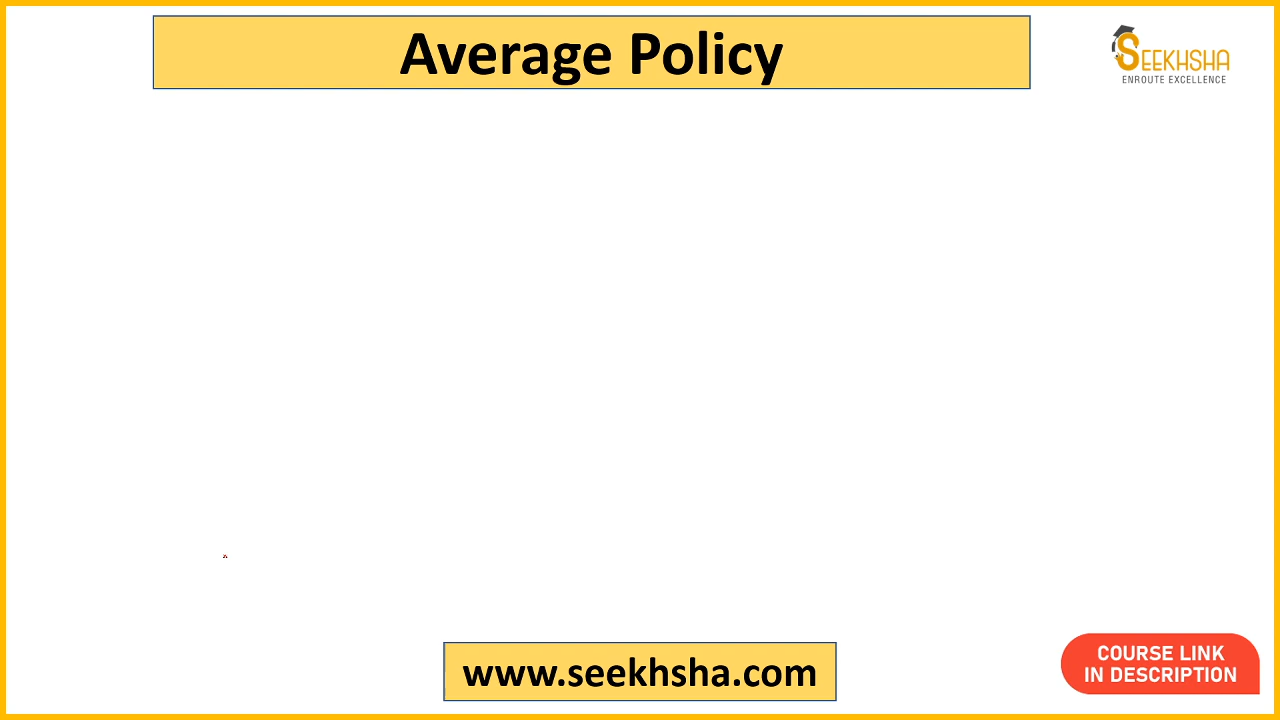 Average Policy
SEEKHSHA
ENROUTE EXCELLENCE
www.seekhsha.com
COURSE LINK
IN DESCRIPTION